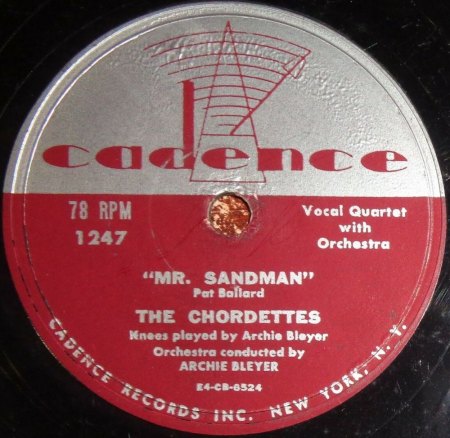 cadence
78 RPM
1247
Vocal Quartet
with
Orchestra
"MR. SANDMAN"
Pat Ballard
THE CHORDETTES
Knees played by Archie Bleyer
Orchestra conducted by
ARCHIE BLEYER
E4-CB-6524
CADENCE RECORDS INC. NEW YORK, N. Y.